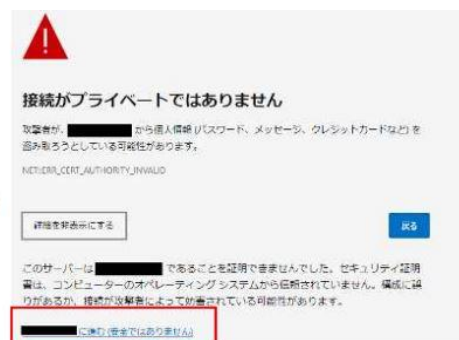 接続がプライベートではありません
攻撃者が、 から個人情報 (パスワード、メッセージ、クレジットカードなど) を
盗み取ろうとしている可能性があります。
NET::ERR_CERT_AUTHORITY_INVALID
詳細を非表示にする
戻る
このサーバーは であることを証明できませんでした。セキュリティ証明
書は、コンピューターのオペレーティング システムから信頼されていません。構成に誤
りがあるか、接続が攻撃者によって妨害されている可能性があります。
に進む (安全ではありません)